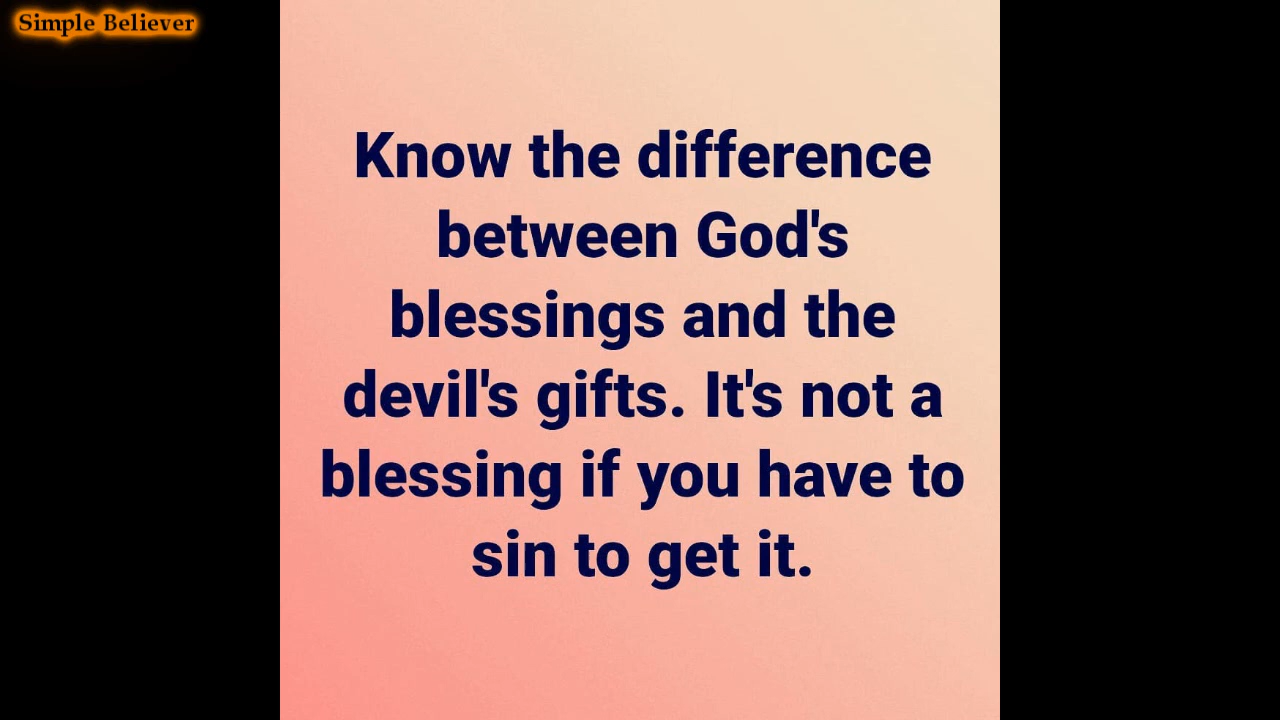 Simple Believer
Know the difference
between God's
blessings and the
devil's gifts. It's not a
blessing if you have to
sin to get it.